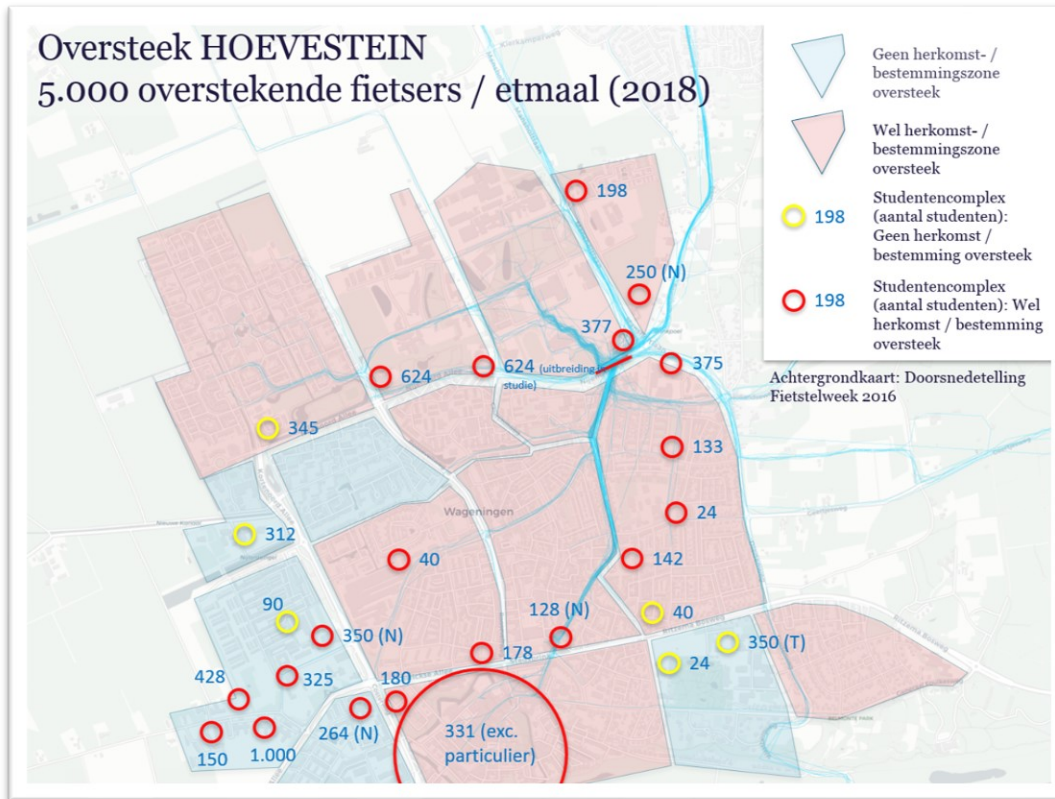 Oversteek HOEVESTEIN
5.000 overstekende fietsers / etmaal (2018)
Geen herkomst- /
bestemmingszone
oversteek
Wel herkomst- /
bestemmingszone
oversteek
198
Studentencomplex
(aantal studenten):
Geen herkomst /
bestemming oversteek
198
Studentencomplex
(aantal studenten): Wel
herkomst / bestemming
oversteek
Achtergrondkaart: Doorsnedetelling
Fietstelweek 2016
198
250 (N)
377
375
624
624 (uitbreiding
studie)
345
133
Wageningen
24
312
40
142
90
128 (N)
40
Ritzema Bosweg
350 (N)
178
350 (T)
24
428
325
180
264 (N)
331 (exc.
particulier)
150
1.000